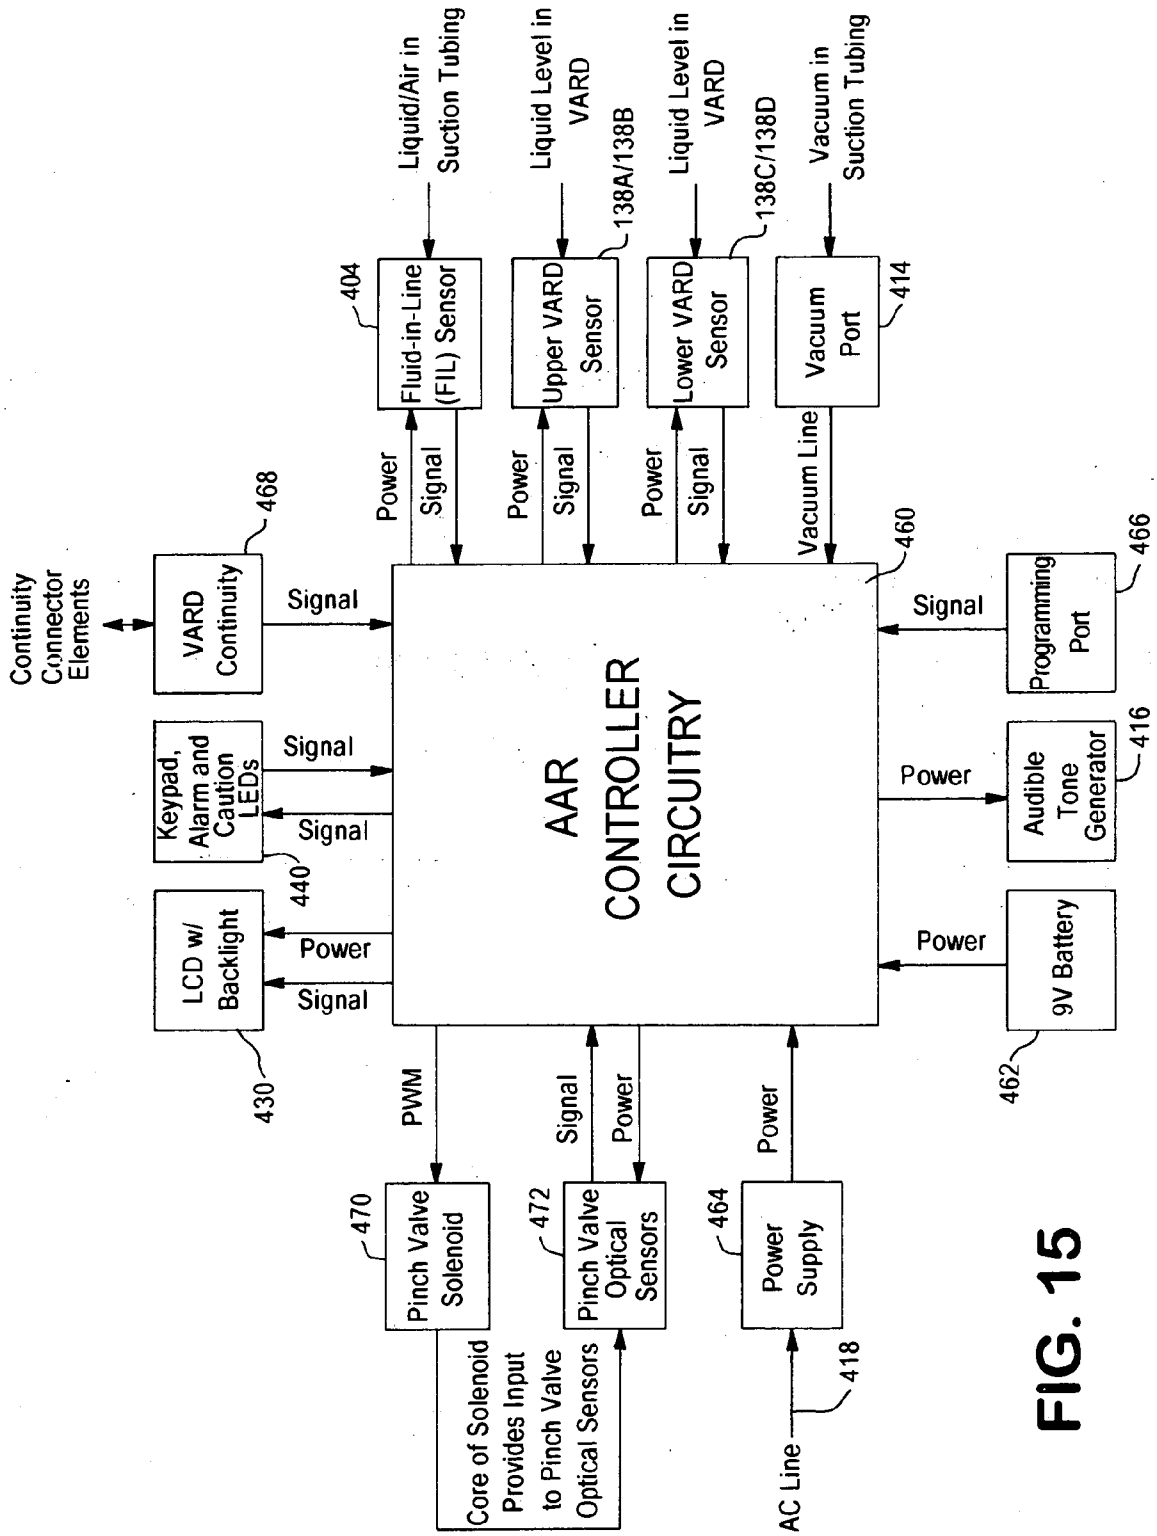 Continuity
Connector
Elements
Liquid/Air in
Suction Tubing
Liquid Level in
VARD
Liquid Level in
VARD
Vacuum in
Suction Tubing
468
VARD
Continuity
Signal
Keypad,
Alarm and
Caution
LEDs
440
Signal
Signal
LCD w/
Backlight
430
Power
Signal
404
Fluid-in-Line
(FIL) Sensor
Power
Signal
138A/138B
Upper VARD
Sensor
Power
Signal
138C/138D
Lower VARD
Sensor
Power
Signal
Vacuum
Port
414
Vacuum Line
AAR
CONTROLLER
CIRCUITRY
460
Signal
Programming
Port
466
Power
Audible
Tone
Generator
416
Power
9V Battery
462
PWM
470
Pinch Valve
Solenoid
Signal
Power
472
Pinch Valve
Optical
Sensors
Core of Solenoid
Provides Input
to Pinch Valve
Optical Sensors
Power
464
Power
Supply
418
AC Line
FIG. 15